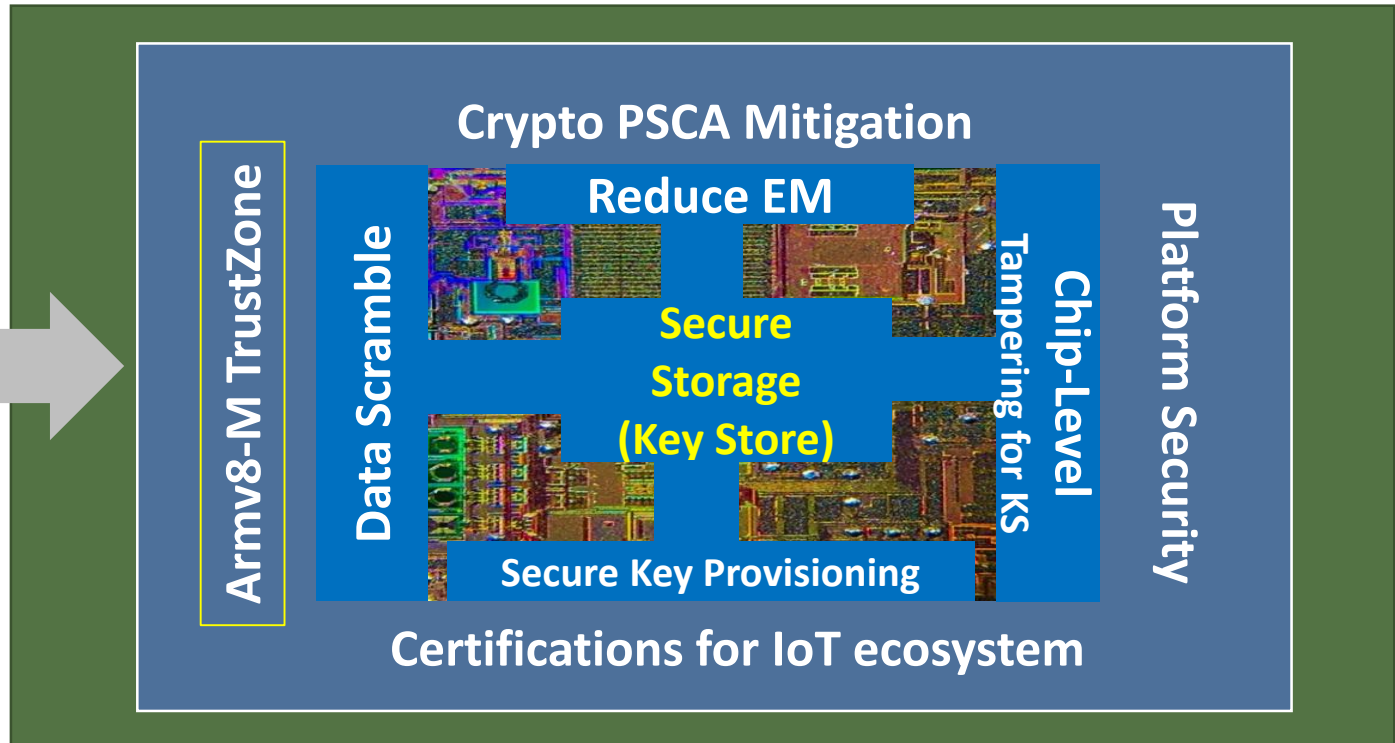 Crypto PSCA Mitigation
Armv8-M TrustZone
Data Scramble
Reduce EM
Secure
Storage
(Key Store)
Secure Key Provisioning
Chip-Level
Tampering for KS
Platform Security
Certifications for IoT ecosystem